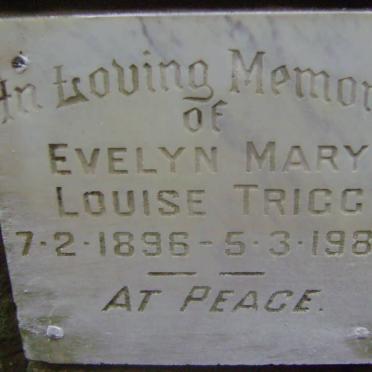 In Loving Memor
of
EVELYN MARY
LOUISE TRIGG
7·2·1896 – 5·3·198
AT PEACE.